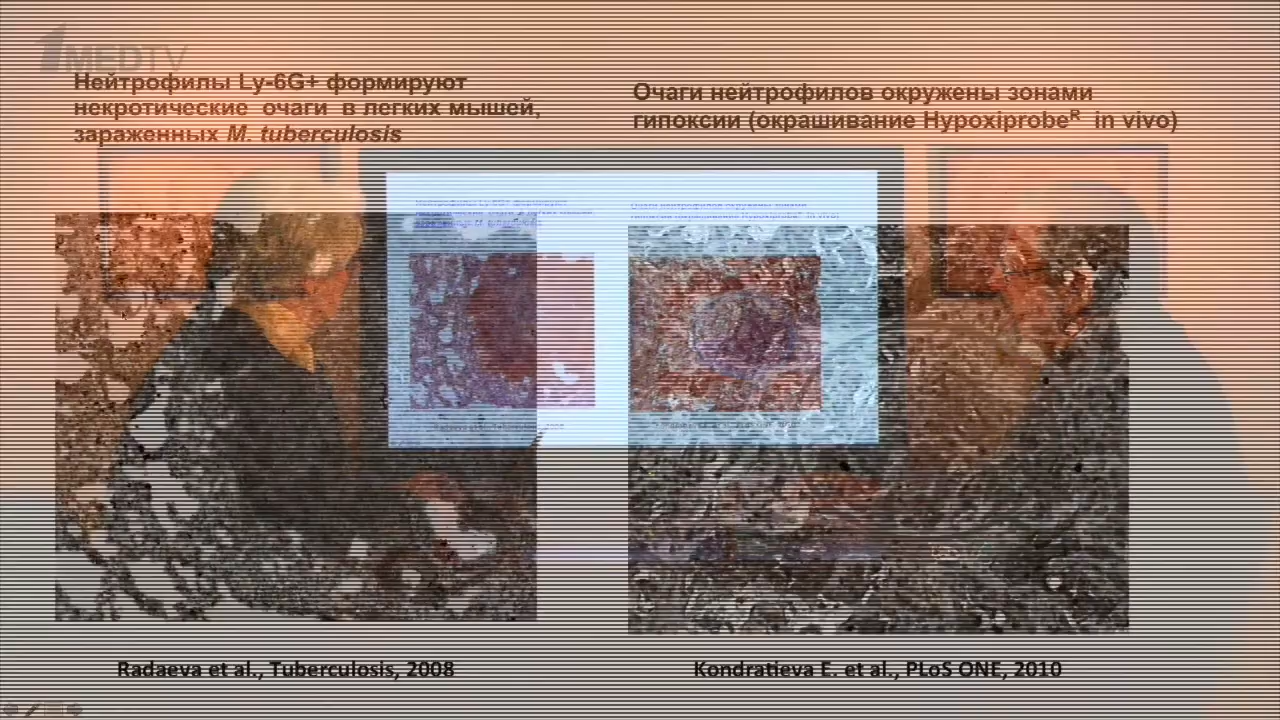 1MEDTV
Нейтрофилы Ly-6G+ формируют
некротические очаги в легких мышей,
зараженных M. tuberculosis
Очаги нейтрофилов окружены зонами
гипоксии (окрашивание Hypoxiprobeᴿ in vivo)
Radaeva et al., Tuberculosis, 2008
Kondratieva E. et al., PLoS ONE, 2010